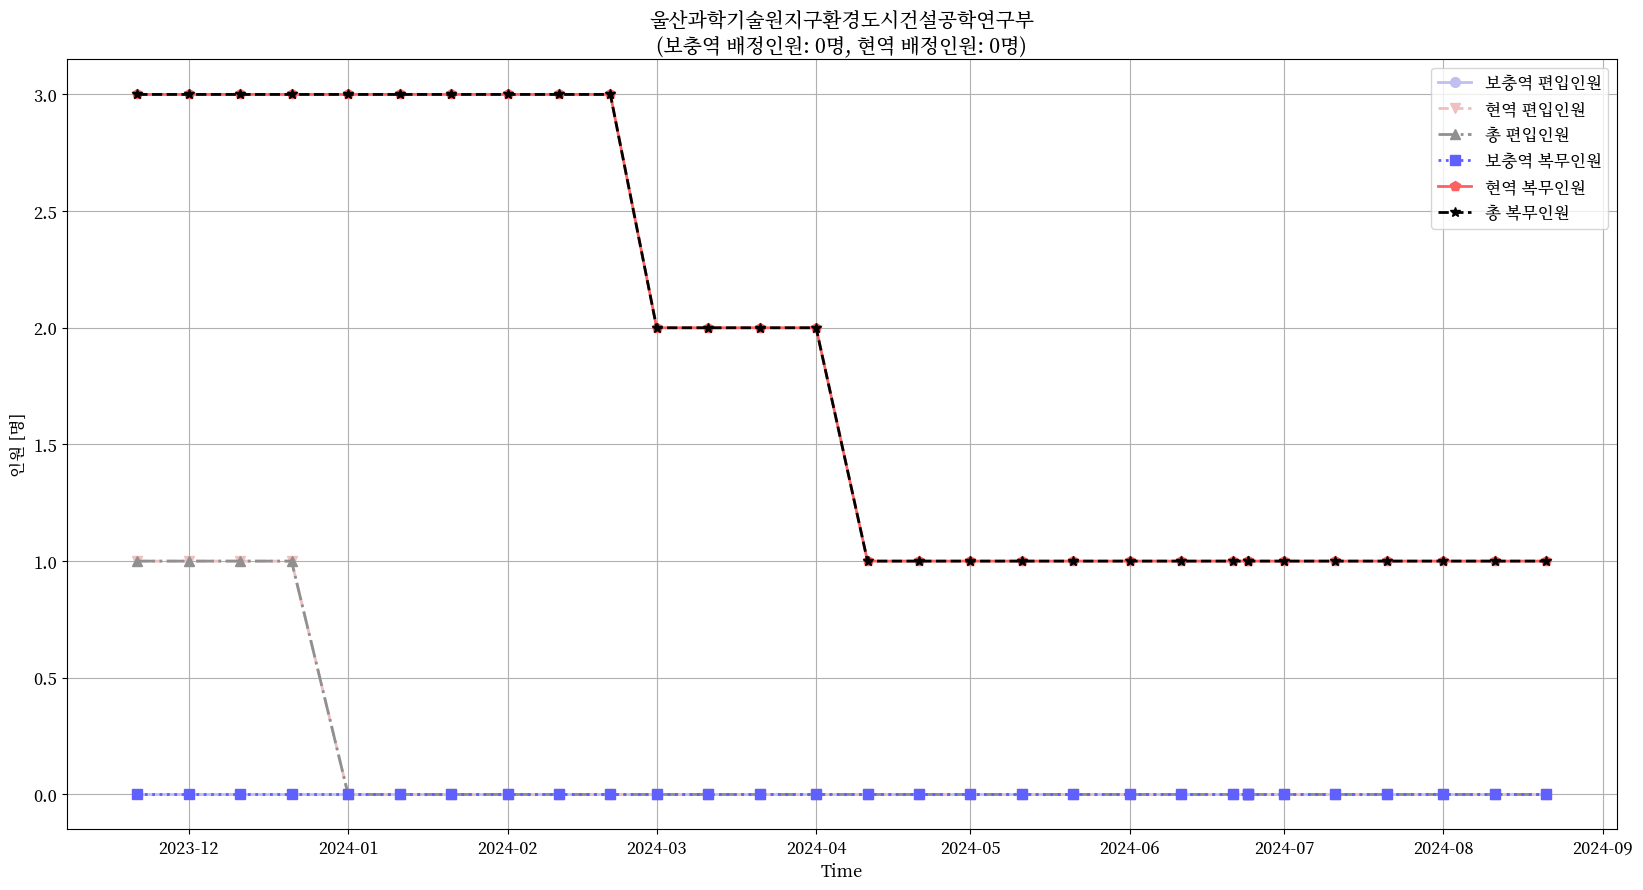 울산과학기술원지구환경도시건설공학연구부
(보충역 배정인원: 0명, 현역 배정인원: 0명)
보충역 편입인원
현역 편입인원
총 편입인원
보충역 복무인원
현역 복무인원
총 복무인원
인원 [명]
3.0
2.5
2.0
1.5
1.0
0.5
0.0
2023-12
2024-01
2024-02
2024-03
2024-04
2024-05
2024-06
2024-07
2024-08
2024-09
Time